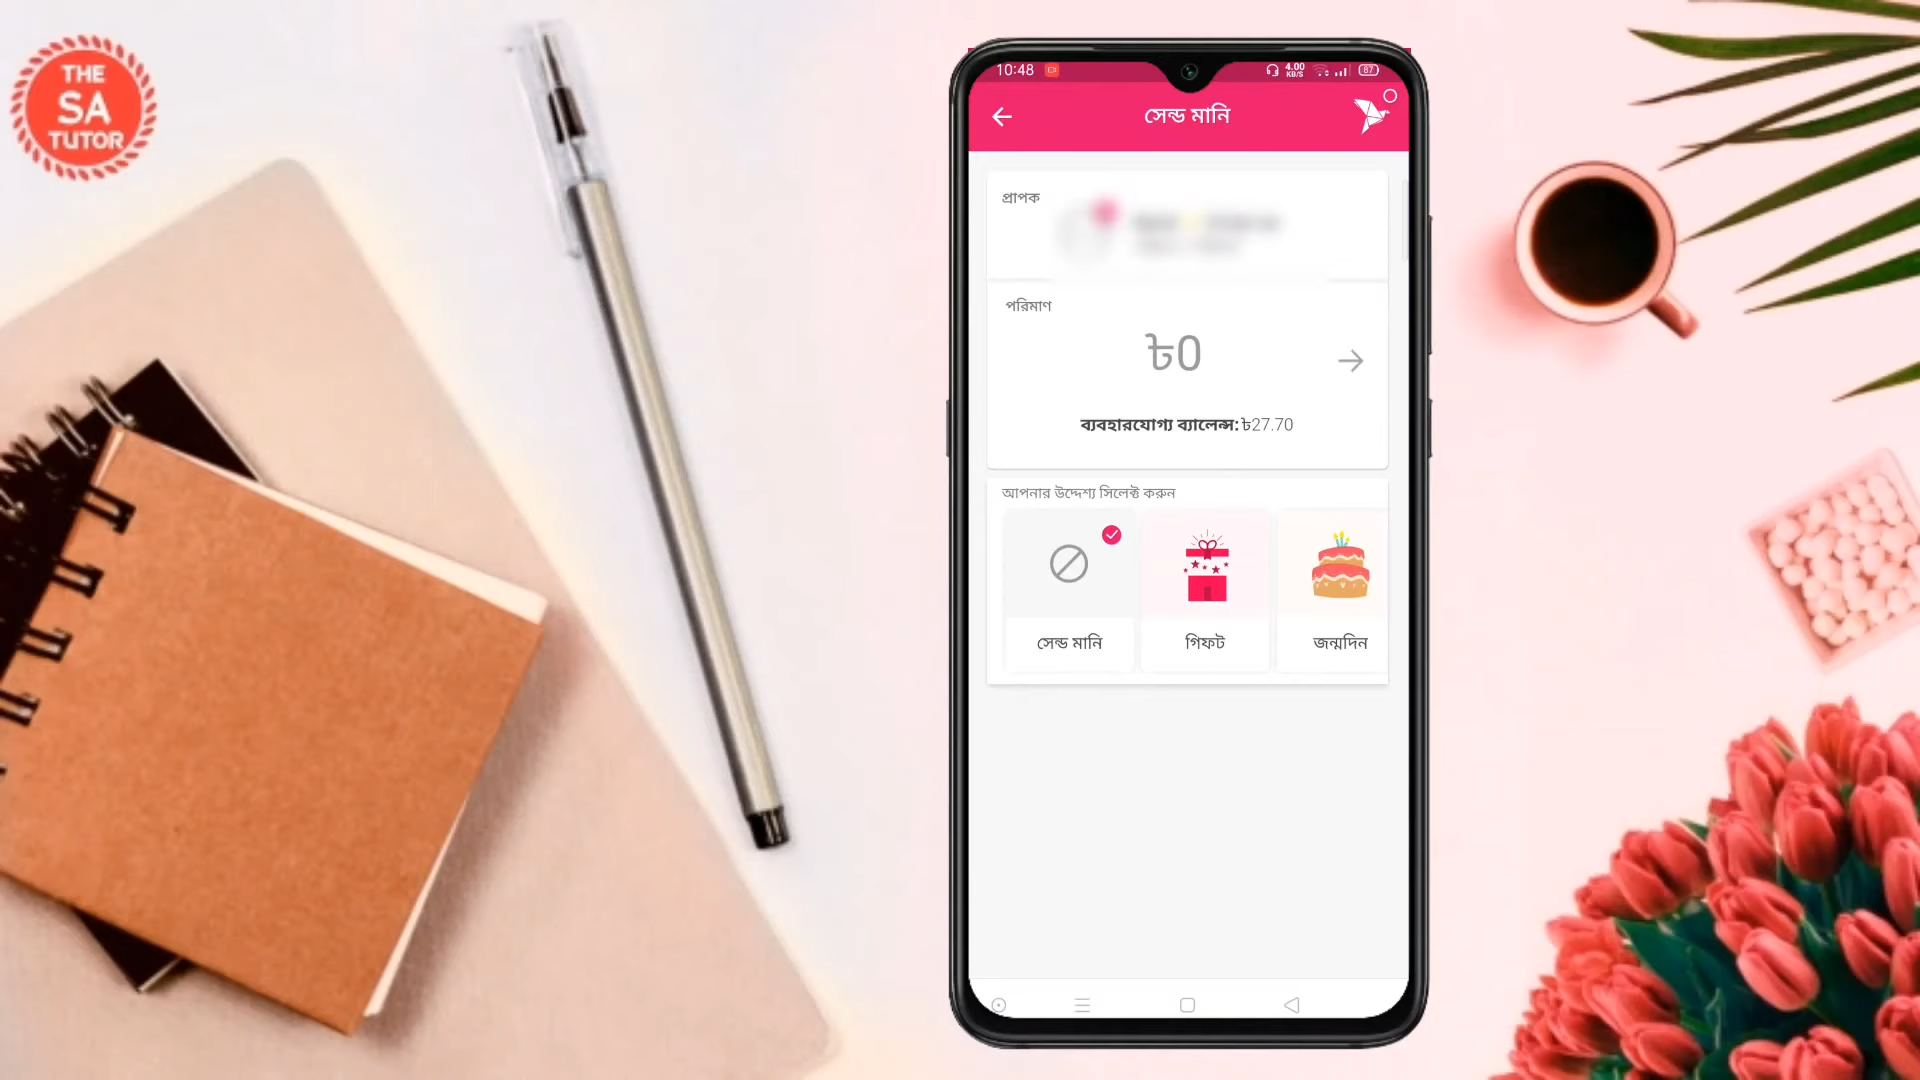 THE
SA
TUTOR
10:48
4.00
KB/S
87
সেন্ড মানি
প্রাপক
পরিমাণ
৳0
ব্যবহারযোগ্য ব্যালেন্স: ৳27.70
আপনার উদ্দেশ্য সিলেক্ট করুন
সেন্ড মানি
গিফট
জন্মদিন